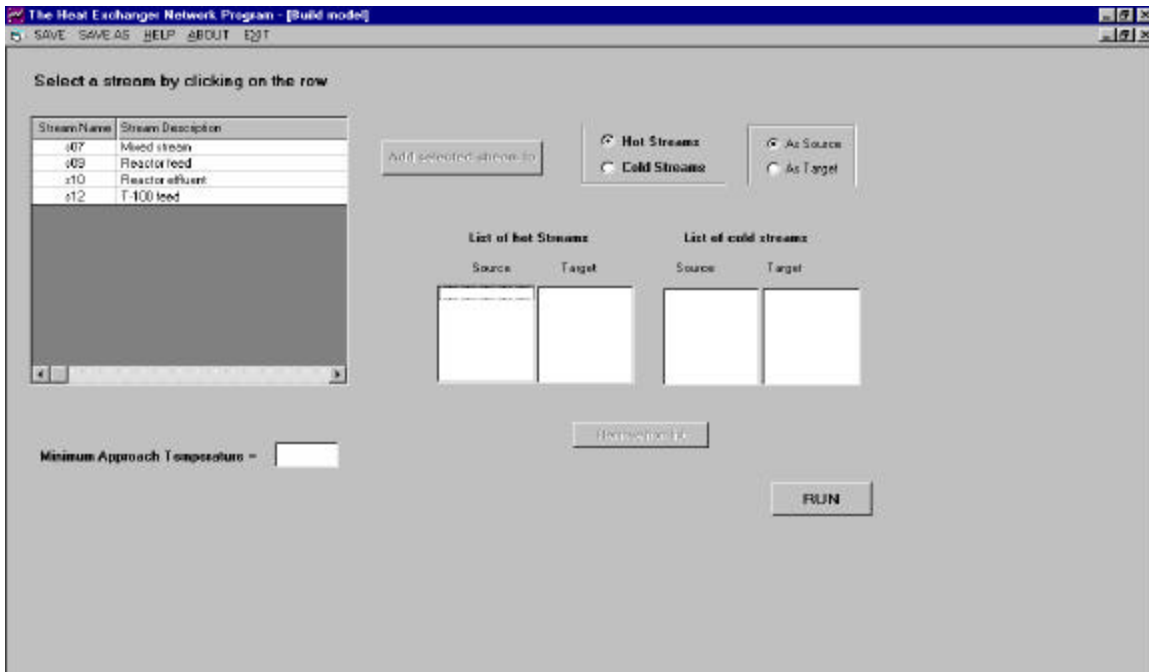 The Heat Exchanger Network Program - [Build model]
SAVE SAVE AS HELP ABOUT EXIT
Select a stream by clicking on the row
Stream Name Stream Description
s07 Mixed stream
s09 Reactor feed
s10 Reactor effluent
s12 T-100 feed
Add selected stream to
Hot Streams
Cold Streams
As Source
As Target
List of hot Streams List of cold streams
Source Target Source Target
Remove from list
Minimum Approach Temperature =
RUN